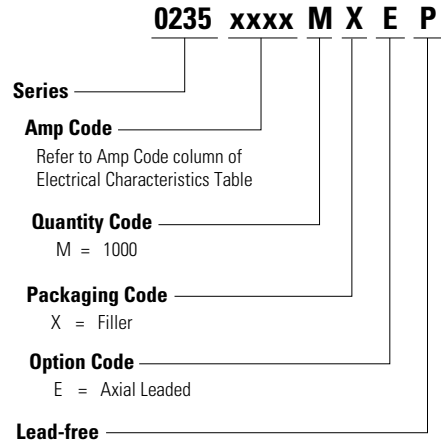 0235 xxxx M X E P
Series
Amp Code
Refer to Amp Code column of
Electrical Characteristics Table
Quantity Code
M = 1000
Packaging Code
X = Filler
Option Code
E = Axial Leaded
Lead-free